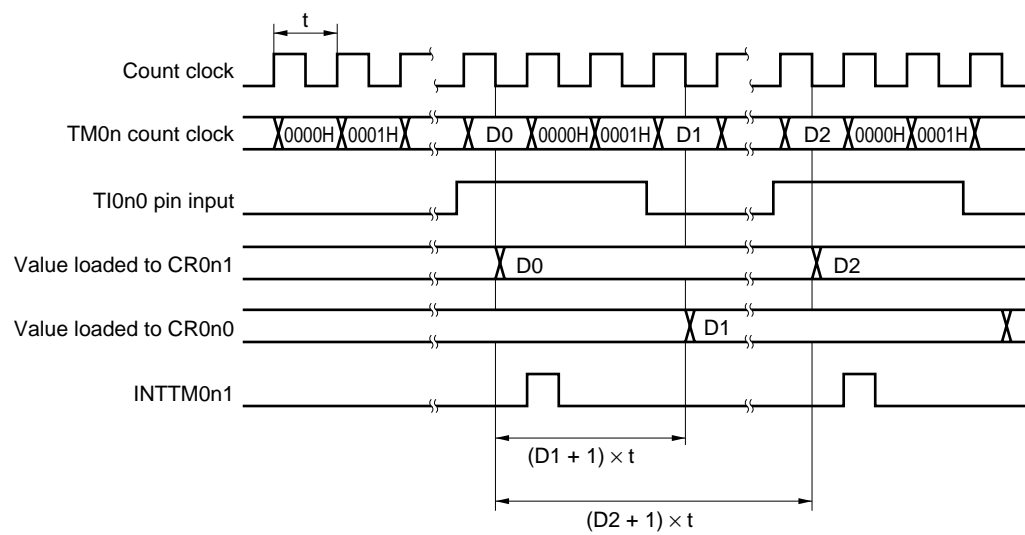 t
Count clock
TM0n count clock 0000H 0001H D0 0000H 0001H D1 D2 0000H 0001H
TI0n0 pin input
Value loaded to CR0n1 D0 D2
Value loaded to CR0n0 D1
INTTM0n1
(D1 + 1) × t
(D2 + 1) × t